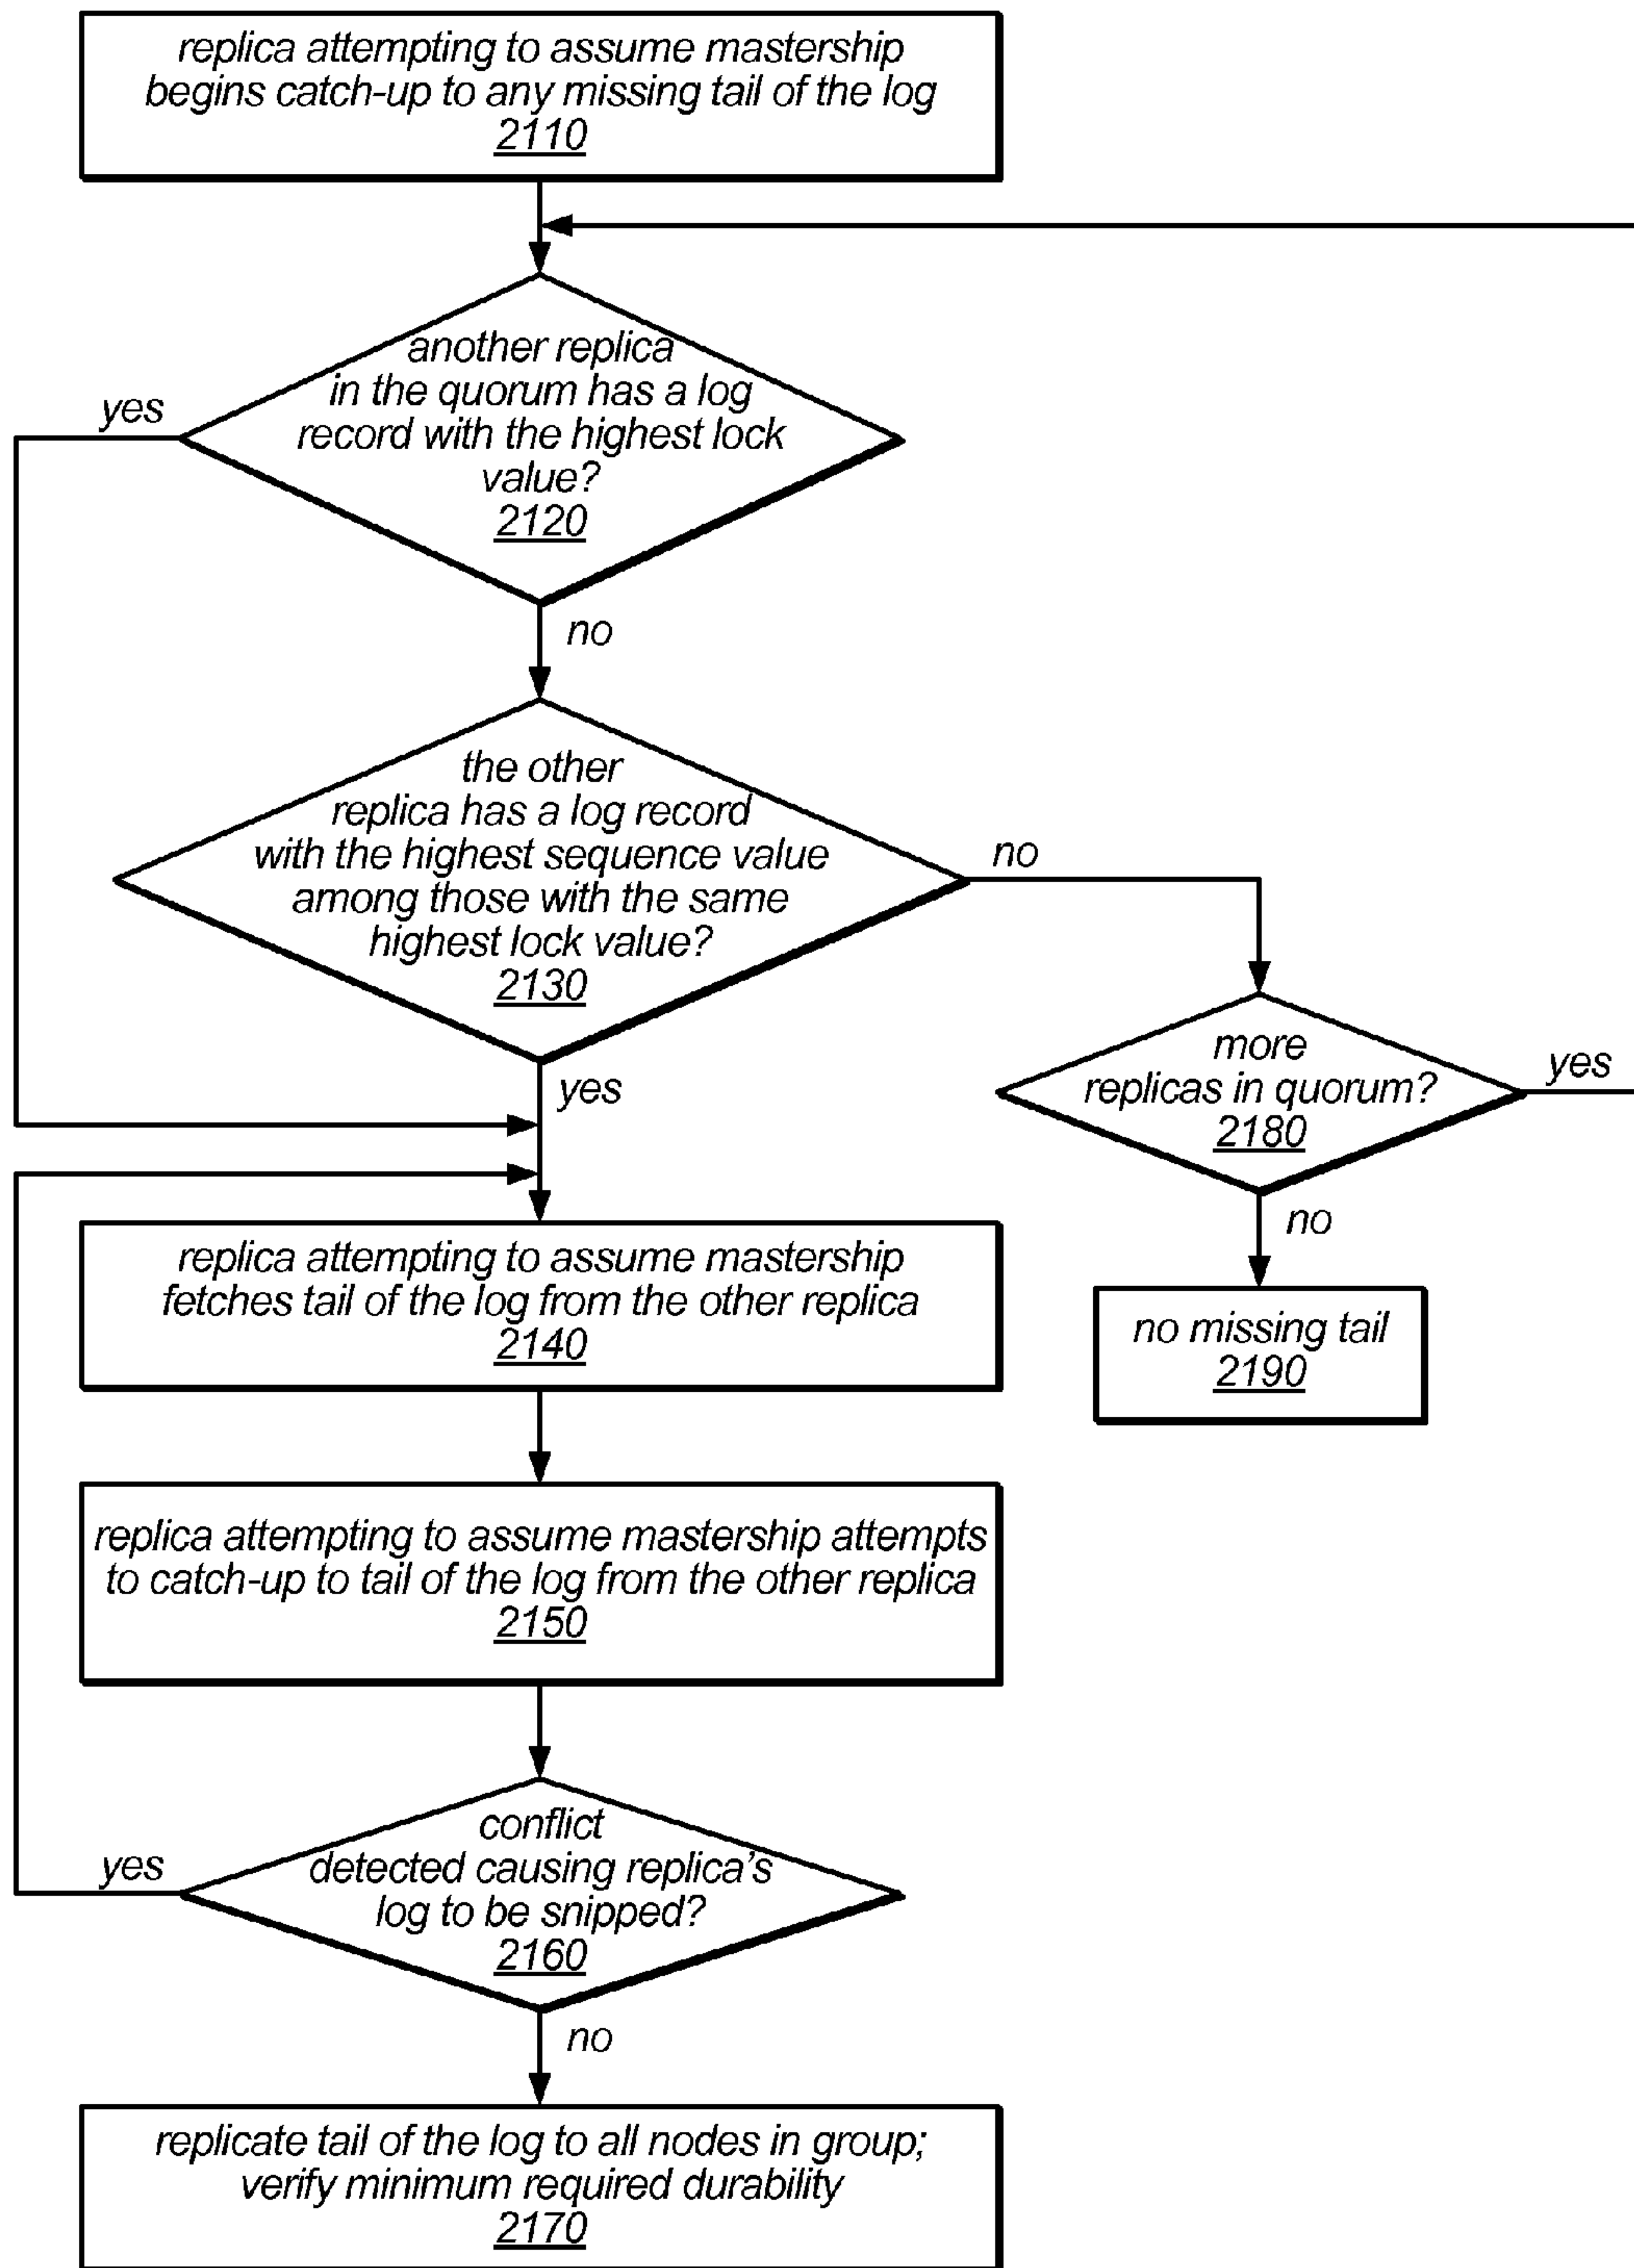 replica attempting to assume mastership
begins catch-up to any missing tail of the log
2110
another replica
in the quorum has a log
record with the highest lock
value?
2120
yes
no
the other
replica has a log record
with the highest sequence value
among those with the same
highest lock value?
2130
no
yes
more
replicas in quorum?
2180
yes
no
no missing tail
2190
replica attempting to assume mastership
fetches tail of the log from the other replica
2140
replica attempting to assume mastership attempts
to catch-up to tail of the log from the other replica
2150
conflict
detected causing replica's
log to be snipped?
2160
yes
no
replicate tail of the log to all nodes in group;
verify minimum required durability
2170